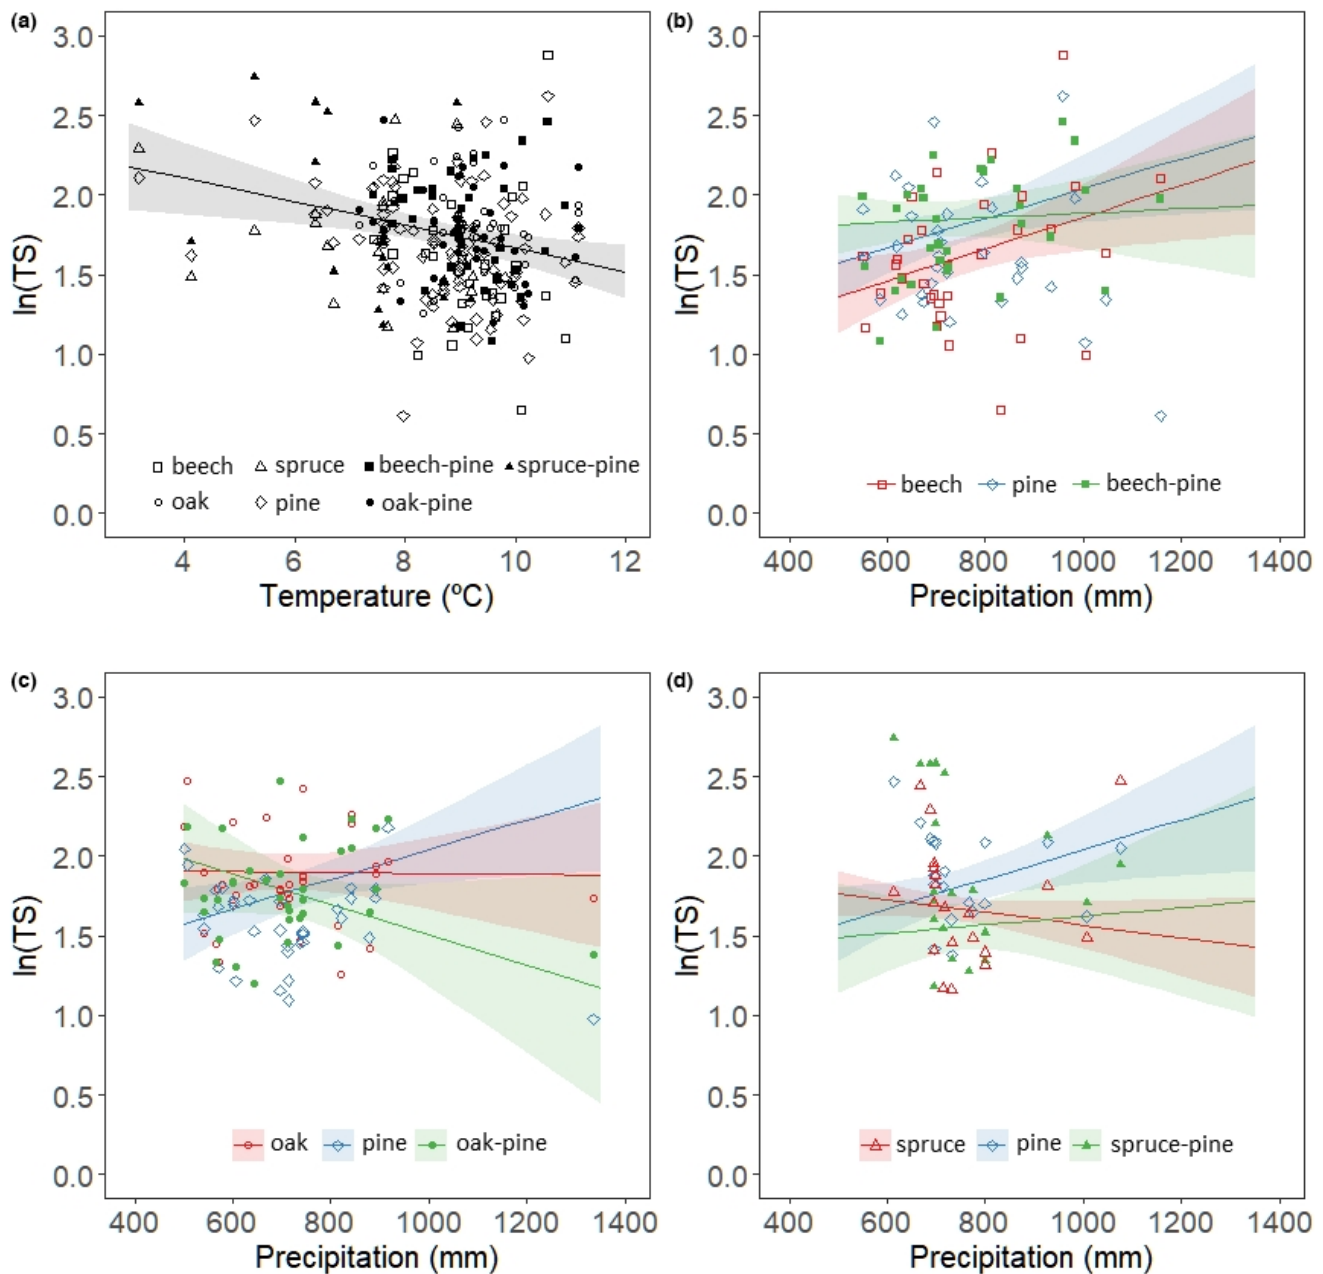 (a)
3.0
2.5
2.0
1.5
1.0
0.5
0.0
ln(TS)
beech spruce beech-pine spruce-pine
oak pine oak-pine
4 6 8 10 12
Temperature (ºC)
(b)
3.0
2.5
2.0
1.5
1.0
0.5
0.0
ln(TS)
beech pine beech-pine
400 600 800 1000 1200 1400
Precipitation (mm)
(c)
3.0
2.5
2.0
1.5
1.0
0.5
0.0
ln(TS)
oak pine oak-pine
400 600 800 1000 1200 1400
Precipitation (mm)
(d)
3.0
2.5
2.0
1.5
1.0
0.5
0.0
ln(TS)
spruce pine spruce-pine
400 600 800 1000 1200 1400
Precipitation (mm)